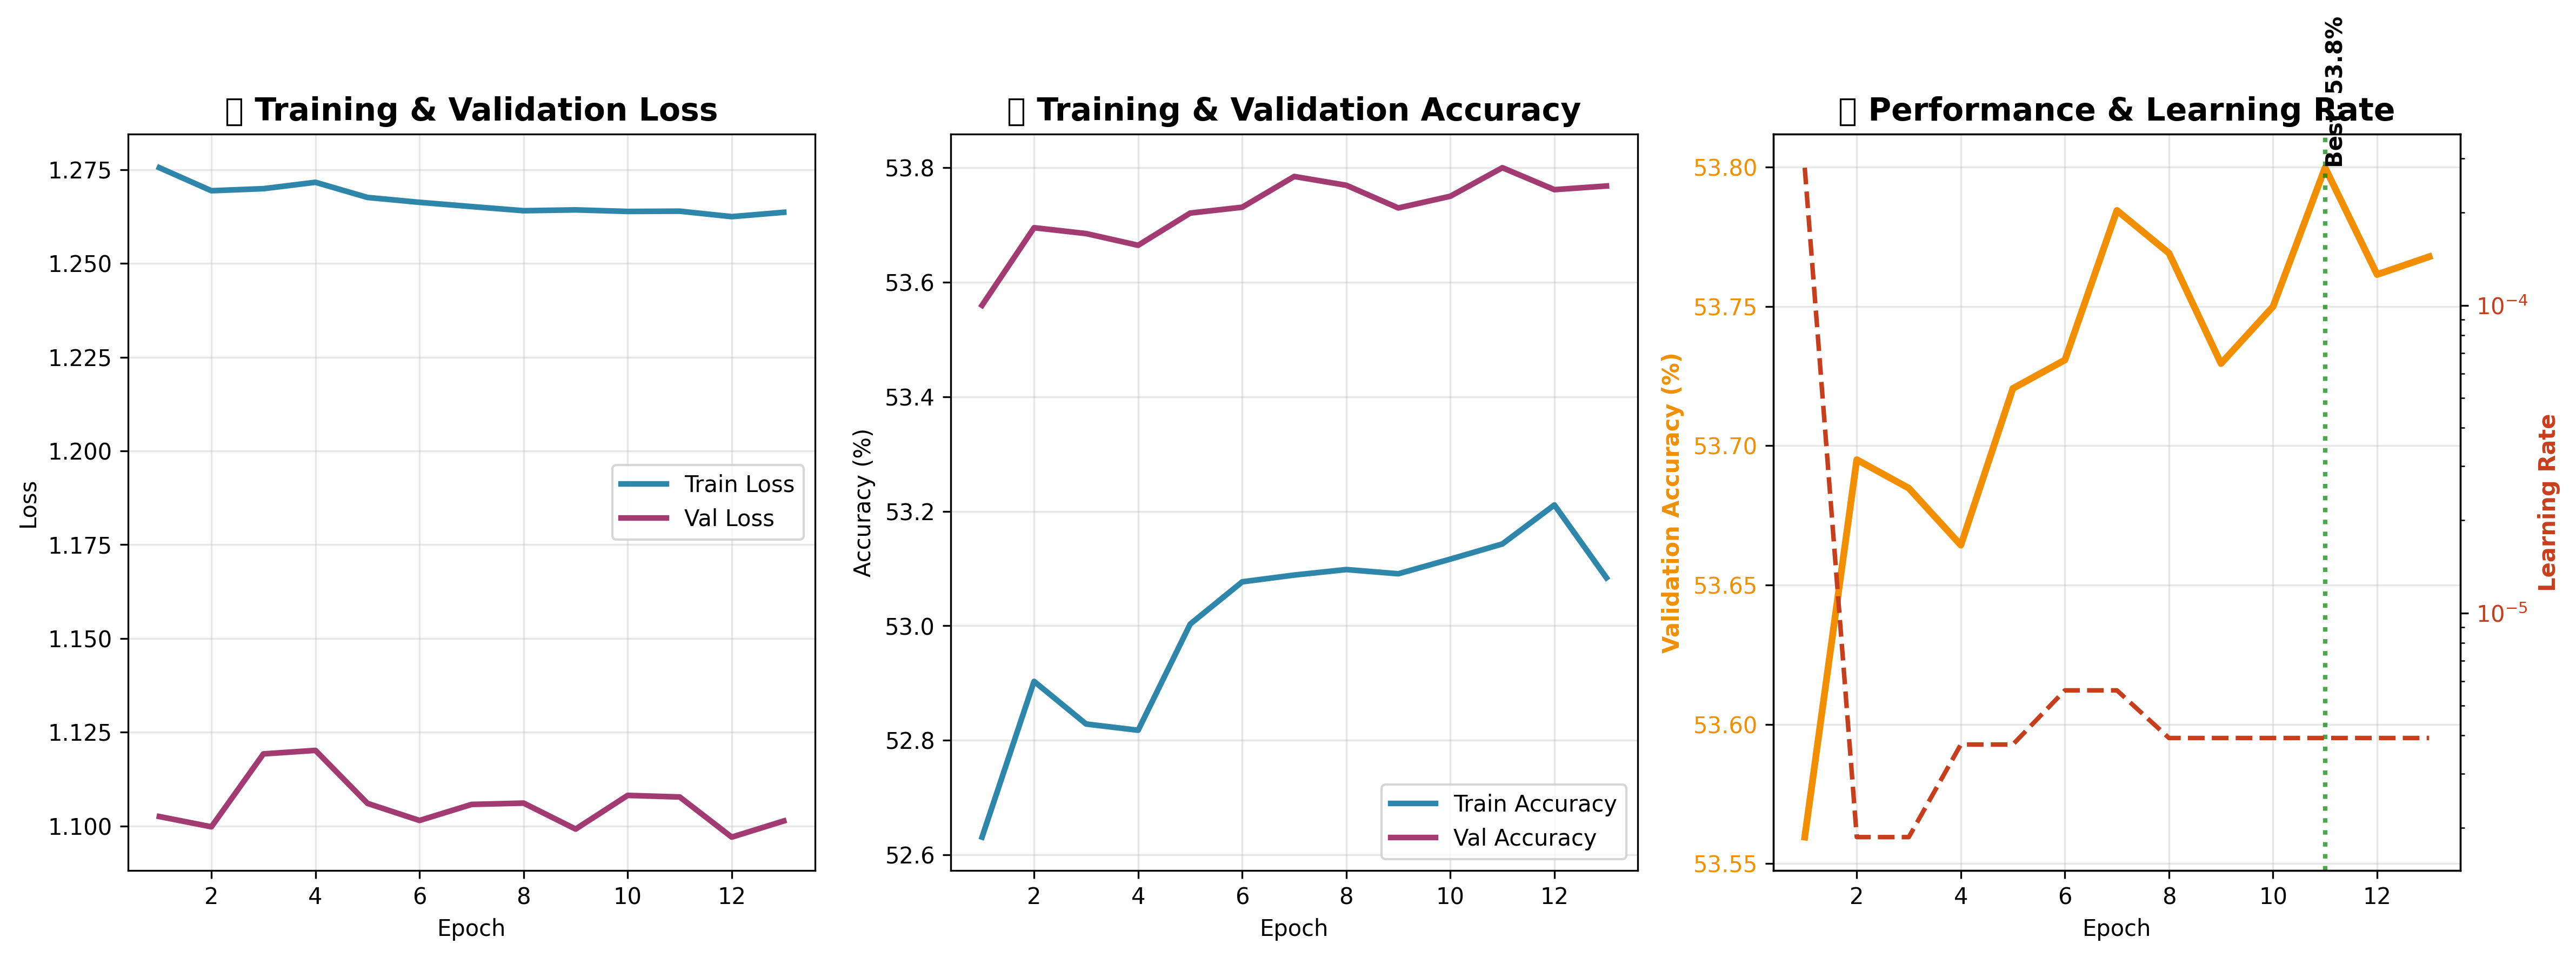 Training & Validation Loss
Loss
1.275
1.250
1.225
1.200
1.175
1.150
1.125
1.100
Train Loss
Val Loss
2 4 6 8 10 12
Epoch
Training & Validation Accuracy
Accuracy (%)
53.8
53.6
53.4
53.2
53.0
52.8
52.6
Train Accuracy
Val Accuracy
2 4 6 8 10 12
Epoch
Performance & Learning Rate
Best: 53.8%
Validation Accuracy (%)
53.80
53.75
53.70
53.65
53.60
53.55
10⁻⁴
10⁻⁵
Learning Rate
2 4 6 8 10 12
Epoch